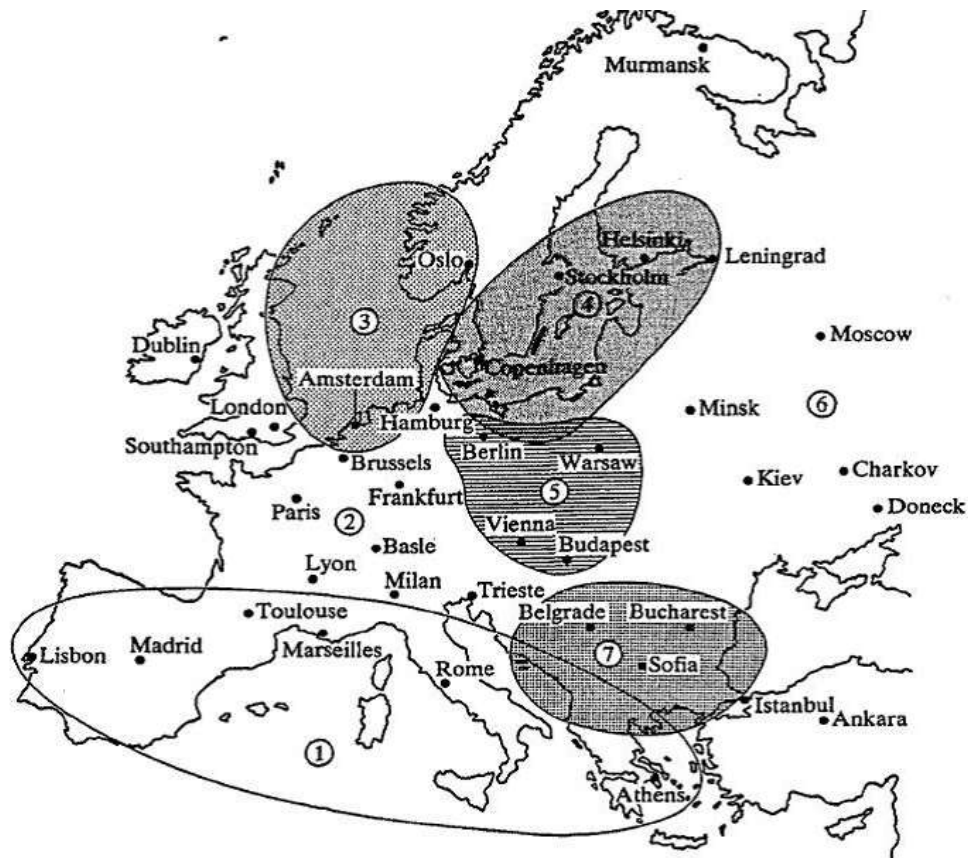 Murmansk
Helsinki
Oslo
Leningrad
Stockholm
4
3
Moscow
Dublin
Copenhagen
Amsterdam
6
London
Hamburg
Minsk
Southampton
Berlin
Warsaw
Brussels
Charkov
Kiev
Frankfurt
5
Paris
Doneck
2
Vienna
Basle
Budapest
Lyon
Milan
Trieste
Toulouse
Belgrade
Bucharest
Marseilles
Madrid
Lisbon
7
Sofia
Rome
Istanbul
Ankara
1
Athens